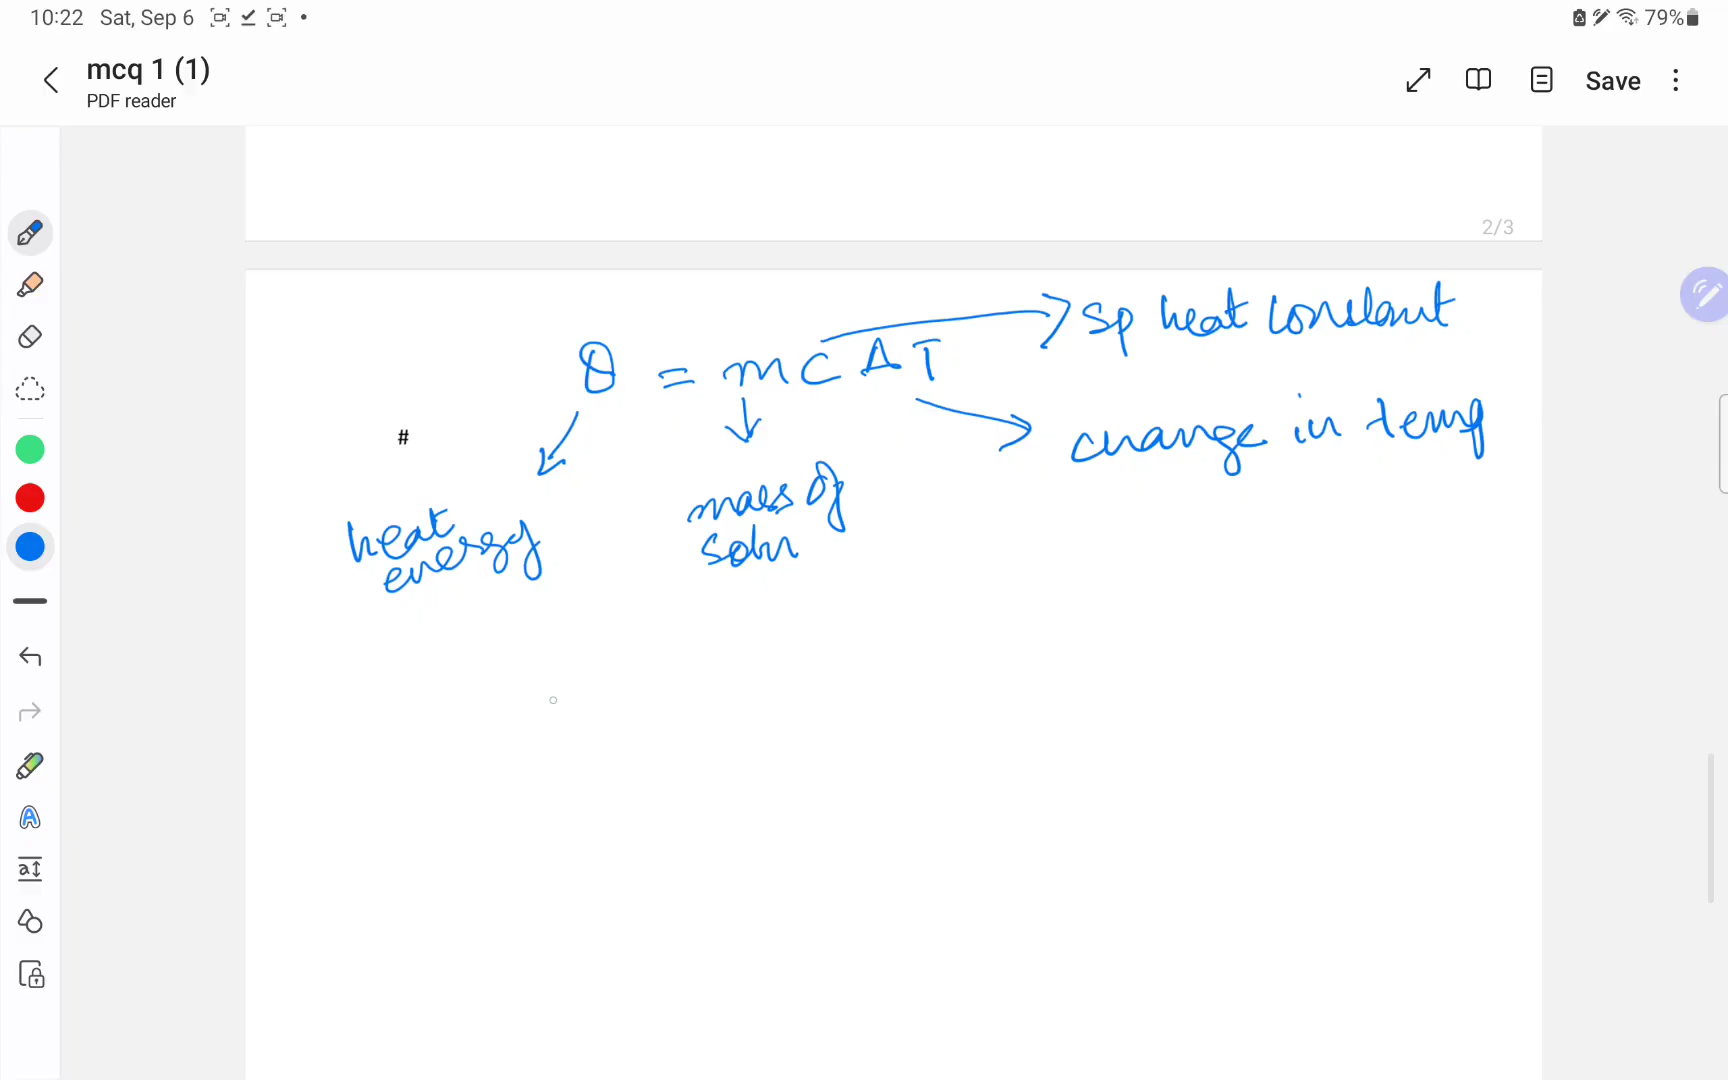 10:22 Sat, Sep 6
79%
mcq 1 (1)
PDF reader
Save
2/3
Q = mCΔT
sp heat constant
change in temp
#
heat
energy
mass of
soln